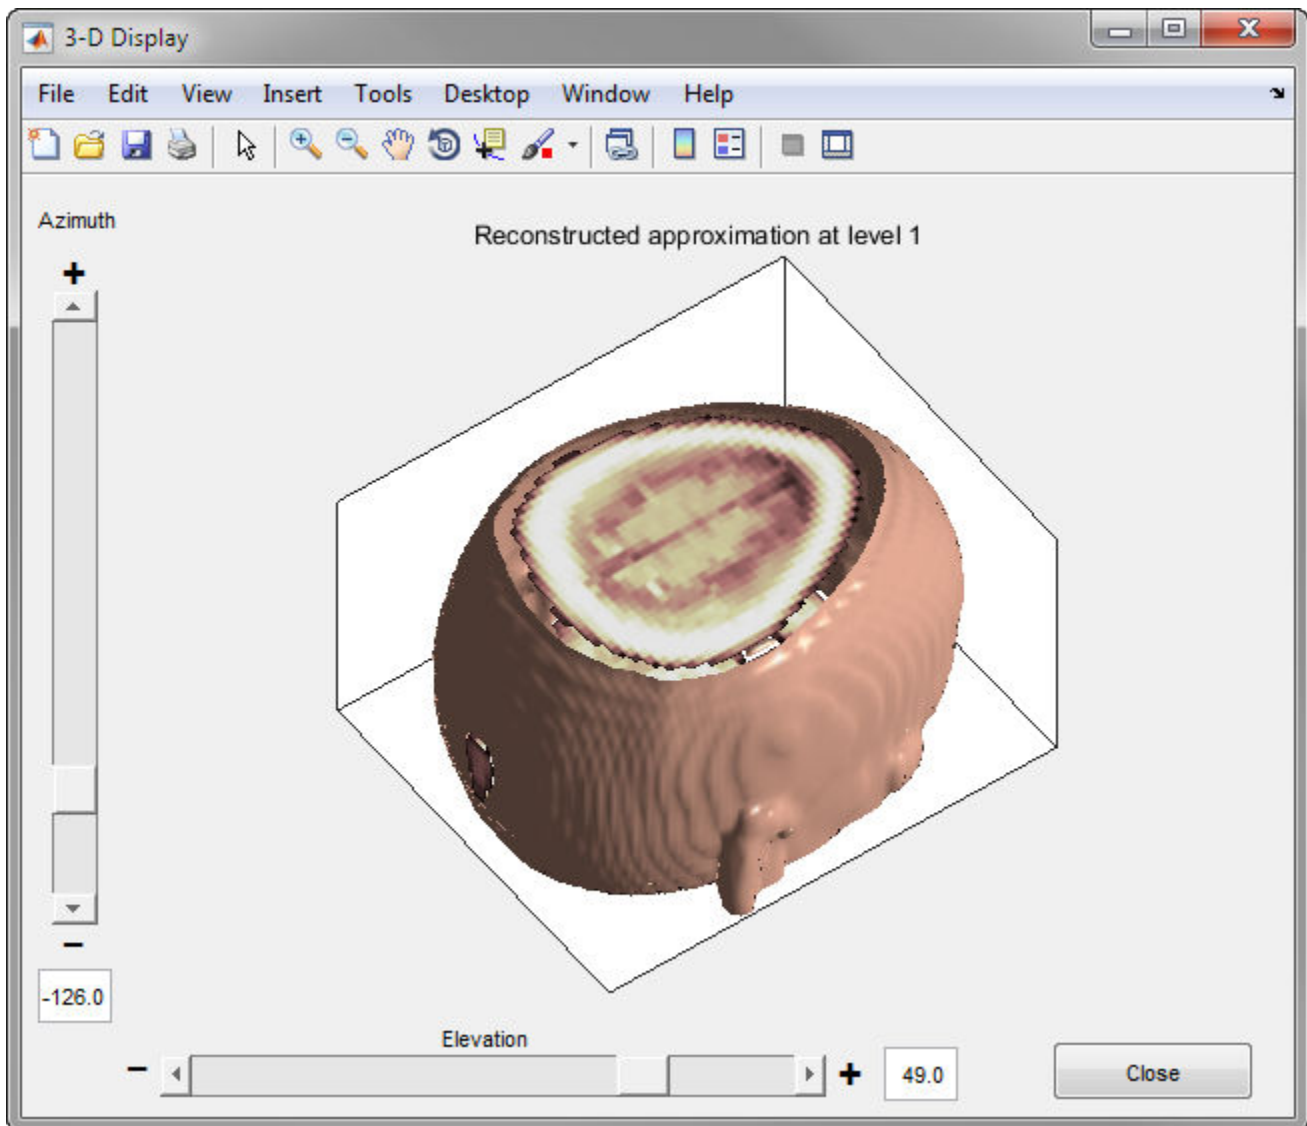 3-D Display
File Edit View Insert Tools Desktop Window Help
Azimuth
Reconstructed approximation at level 1
+
−
-126.0
Elevation
− + 49.0 Close